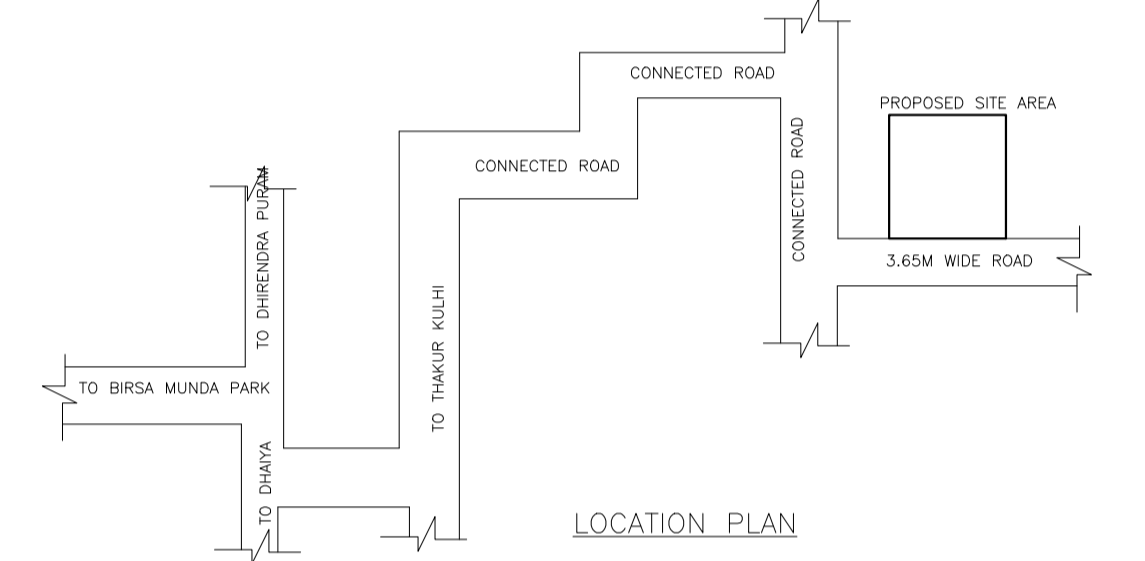 CONNECTED ROAD
PROPOSED SITE AREA
CONNECTED ROAD
CONNECTED ROAD
TO DHIRENDRA PURAM
3.65M WIDE ROAD
TO THAKUR KULHI
TO BIRSA MUNDA PARK
TO DHAIYA
LOCATION PLAN